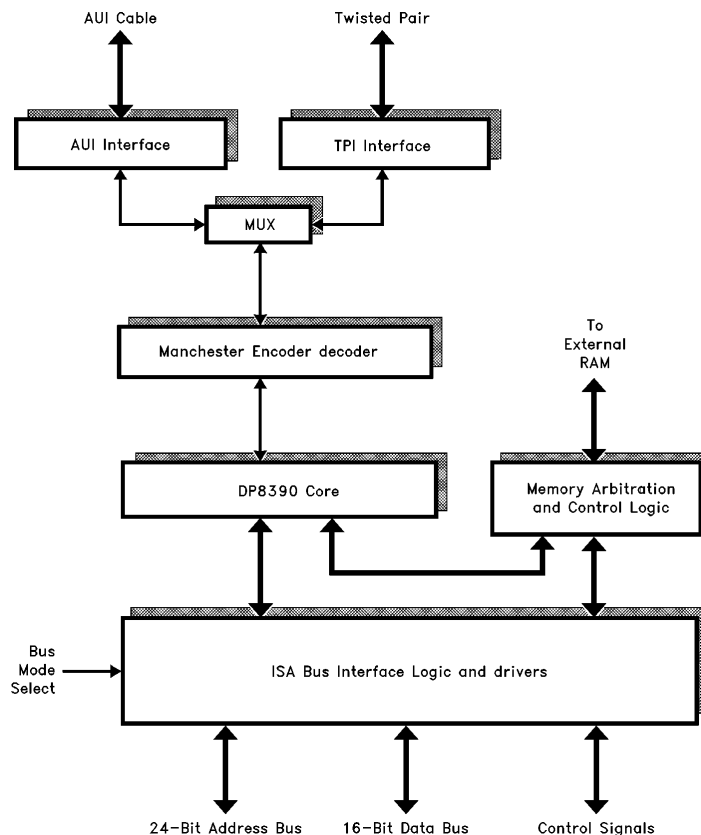 AUI Cable
Twisted Pair
AUI Interface
TPI Interface
MUX
Manchester Encoder decoder
To
External
RAM
DP8390 Core
Memory Arbitration
and Control Logic
Bus
Mode
Select
ISA Bus Interface Logic and drivers
24-Bit Address Bus
16-Bit Data Bus
Control Signals